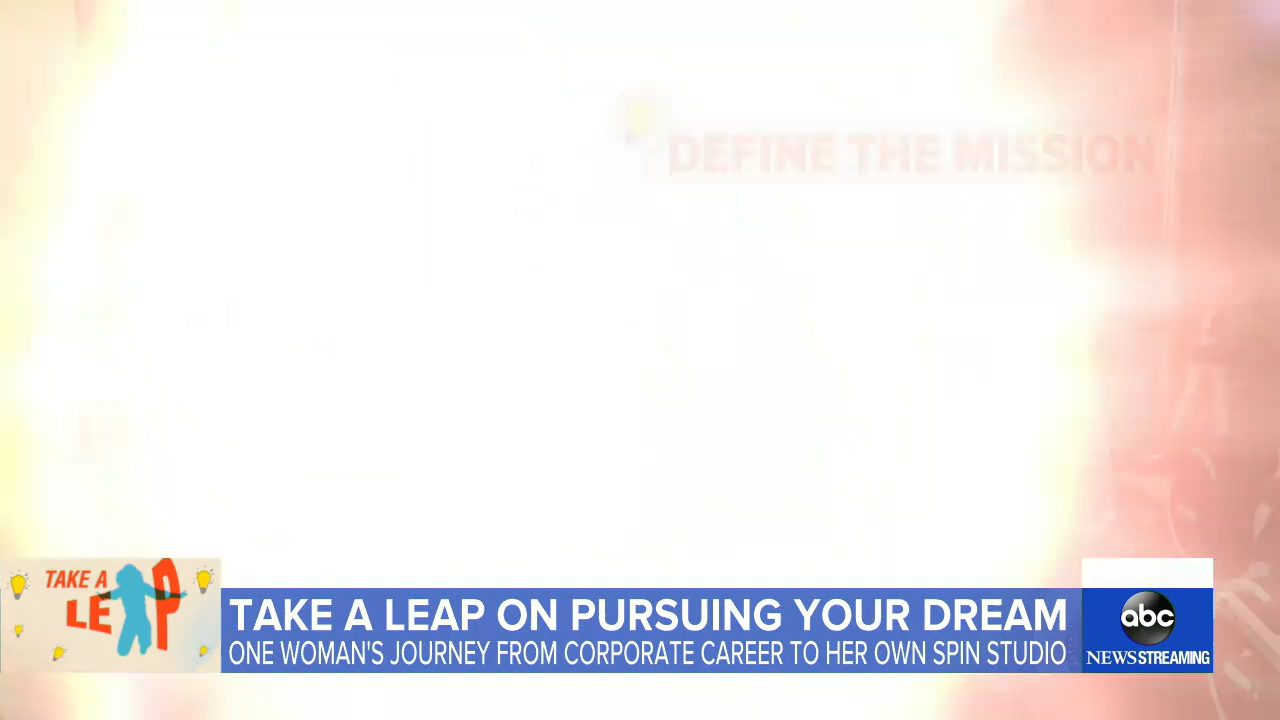 DEFINE THE MISSION
TAKE A
LEAP
TAKE A LEAP ON PURSUING YOUR DREAM
ONE WOMAN'S JOURNEY FROM CORPORATE CAREER TO HER OWN SPIN STUDIO
abc
NEWS STREAMING